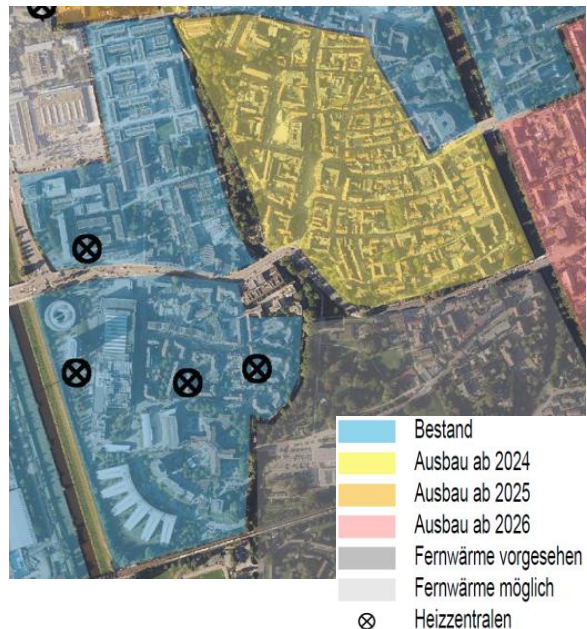 Bestand
Ausbau ab 2024
Ausbau ab 2025
Ausbau ab 2026
Fernwärme vorgesehen
Fernwärme möglich
Heizzentralen